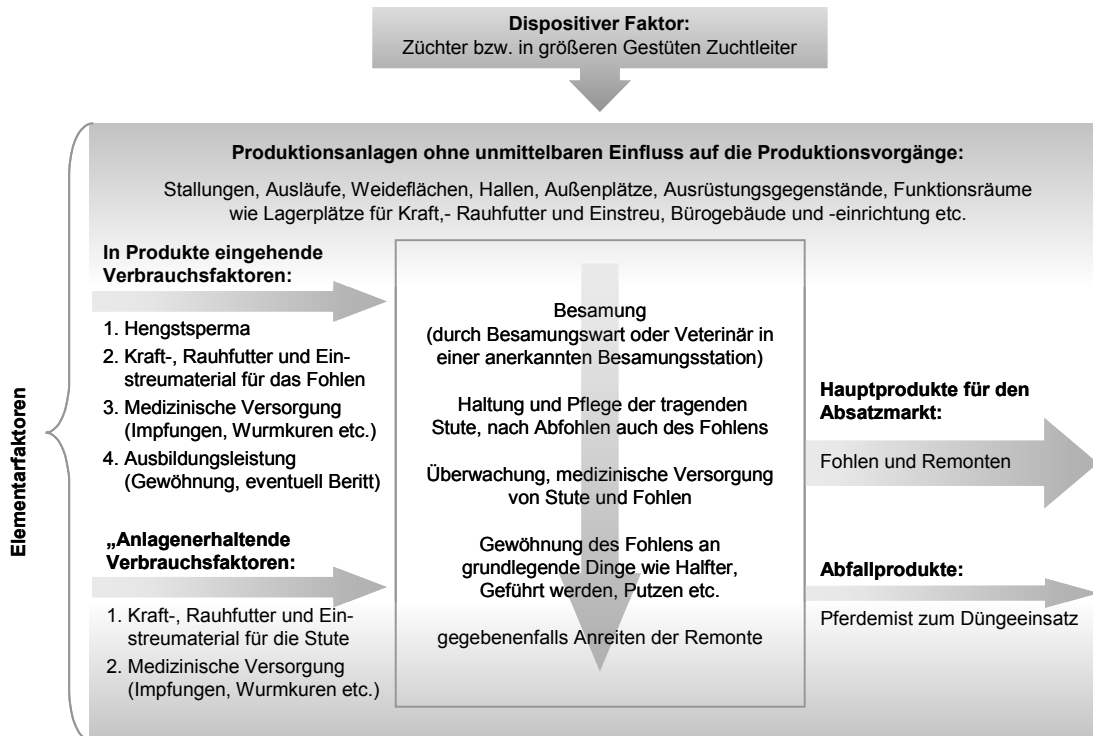 Dispositiver Faktor:
Züchter bzw. in größeren Gestüten Zuchtleiter
Elementarfaktoren
Produktionsanlagen ohne unmittelbaren Einfluss auf die Produktionsvorgänge:
Stallungen, Ausläufe, Weideflächen, Hallen, Außenplätze, Ausrüstungsgegenstände, Funktionsräume
wie Lagerplätze für Kraft,- Rauhfutter und Einstreu, Bürogebäude und -einrichtung etc.
In Produkte eingehende
Verbrauchsfaktoren:
1. Hengstsperma
2. Kraft-, Rauhfutter und Ein-
streumaterial für das Fohlen
3. Medizinische Versorgung
(Impfungen, Wurmkuren etc.)
4. Ausbildungsleistung
(Gewöhnung, eventuell Beritt)
„Anlagenerhaltende
Verbrauchsfaktoren:
1. Kraft-, Rauhfutter und Ein-
streumaterial für die Stute
2. Medizinische Versorgung
(Impfungen, Wurmkuren etc.)
Besamung
(durch Besamungswart oder Veterinär in
einer anerkannten Besamungsstation)
Haltung und Pflege der tragenden
Stute, nach Abfohlen auch des Fohlens
Überwachung, medizinische Versorgung
von Stute und Fohlen
Gewöhnung des Fohlens an
grundlegende Dinge wie Halfter,
Geführt werden, Putzen etc.
gegebenenfalls Anreiten der Remonte
Hauptprodukte für den
Absatzmarkt:
Fohlen und Remonten
Abfallprodukte:
Pferdemist zum Düngeeinsatz